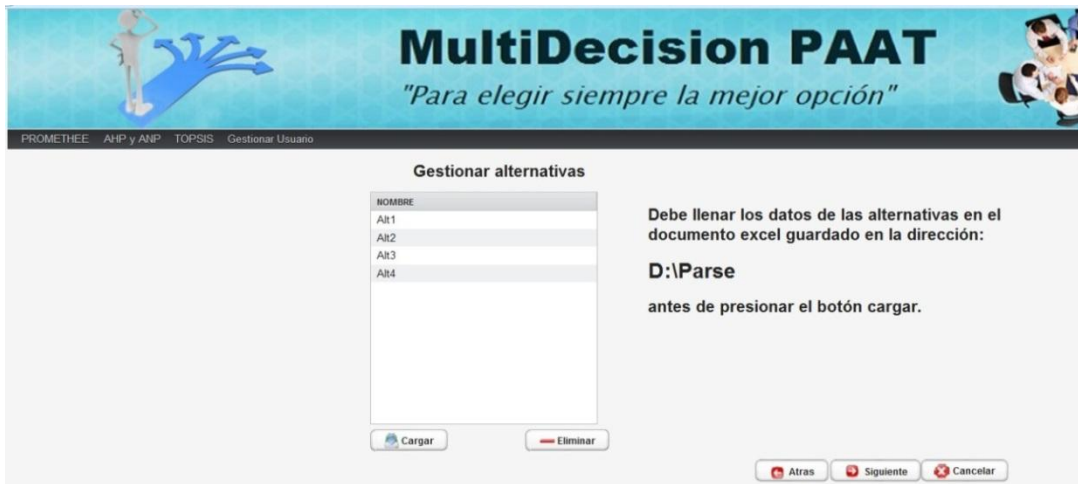 MultiDecision PAAT
"Para elegir siempre la mejor opción"
PROMETHEE AHP y ANP TOPSIS Gestionar Usuario
Gestionar alternativas
NOMBRE
Alt1
Alt2
Alt3
Alt4
Cargar
Eliminar
Debe llenar los datos de las alternativas en el
documento excel guardado en la dirección:
D:\Parse
antes de presionar el botón cargar.
Atras
Siguiente
Cancelar